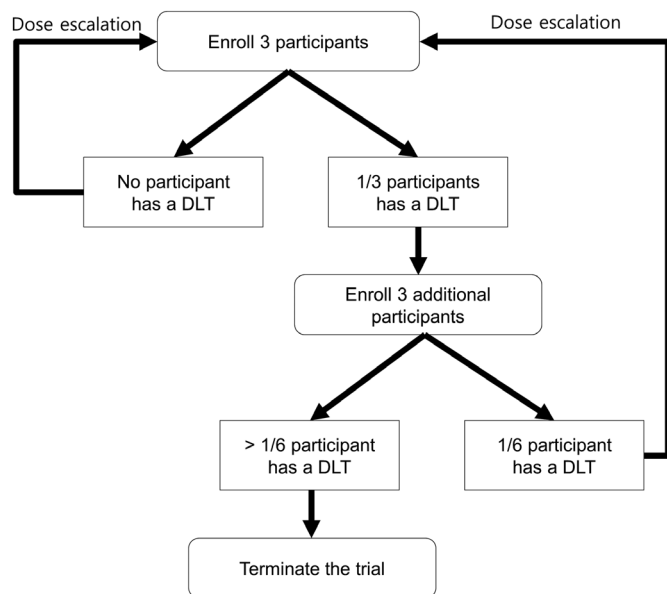 Dose escalation
Dose escalation
Enroll 3 participants
No participant
has a DLT
1/3 participants
has a DLT
Enroll 3 additional
participants
> 1/6 participant
has a DLT
1/6 participant
has a DLT
Terminate the trial